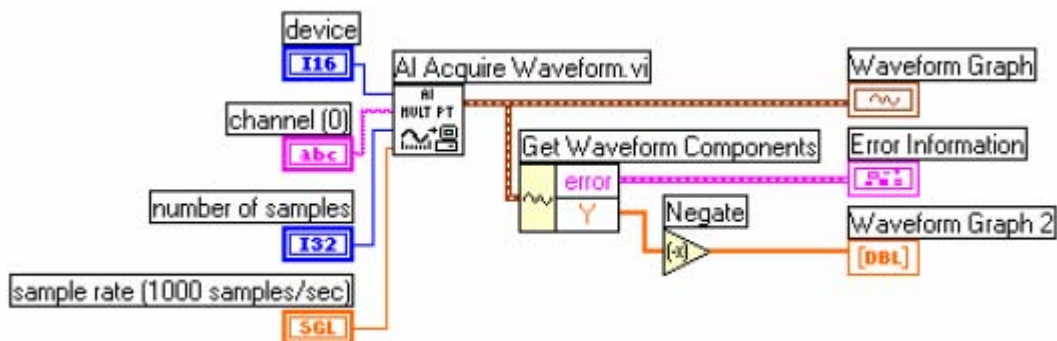 device
I16
AI Acquire Waveform.vi
AI
MULT PT
Waveform Graph
channel (0)
abc
Get Waveform Components
error
Y
Error Information
number of samples
I32
Negate
(-X)
Waveform Graph 2
[DBL]
sample rate (1000 samples/sec)
SGL